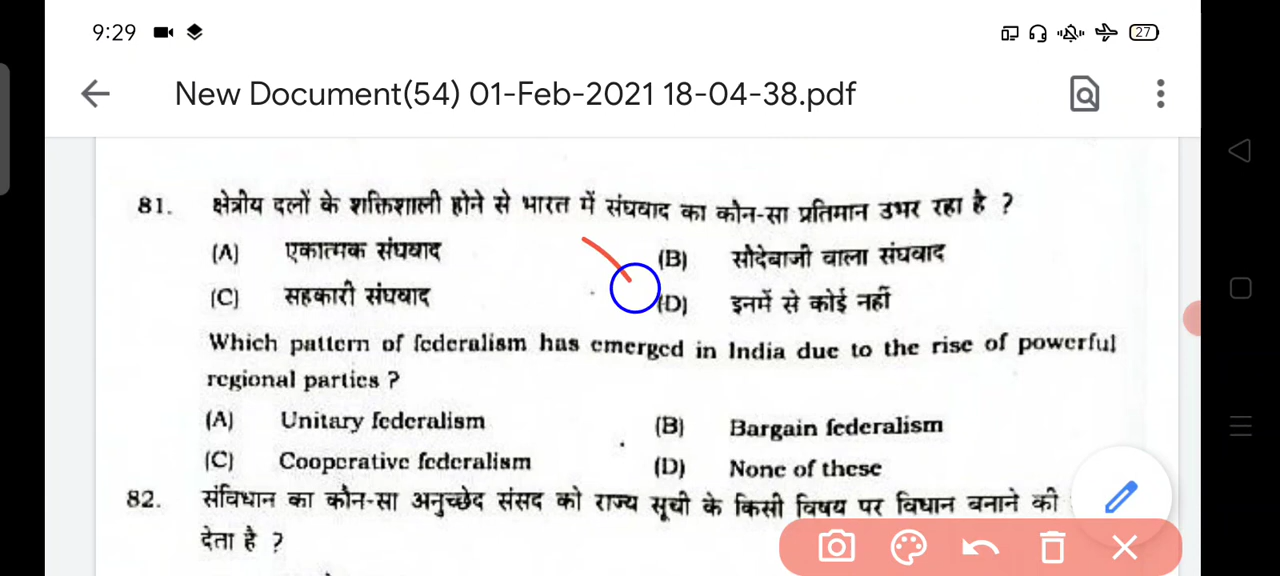 9:29
27
New Document(54) 01-Feb-2021 18-04-38.pdf
81. क्षेत्रीय दलों के शक्तिशाली होने से भारत में संघवाद का कौन-सा प्रतिमान उभर रहा है ?
(A) एकात्मक संघवाद (B) सौदेबाजी वाला संघवाद
(C) सहकारी संघवाद (D) इनमें से कोई नहीं
Which pattern of federalism has emerged in India due to the rise of powerful
regional parties ?
(A) Unitary federalism (B) Bargain federalism
(C) Cooperative federalism (D) None of these
82. संविधान का कौन-सा अनुच्छेद संसद को राज्य सूची के किसी विषय पर विधान बनाने की
देता है ?